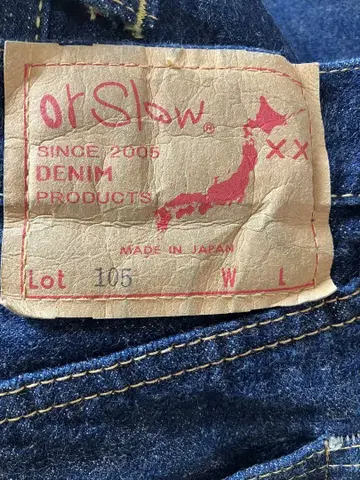 orSlow®
SINCE 2005
XX
DENIM
PRODUCTS
MADE IN JAPAN
Lot 105 W L